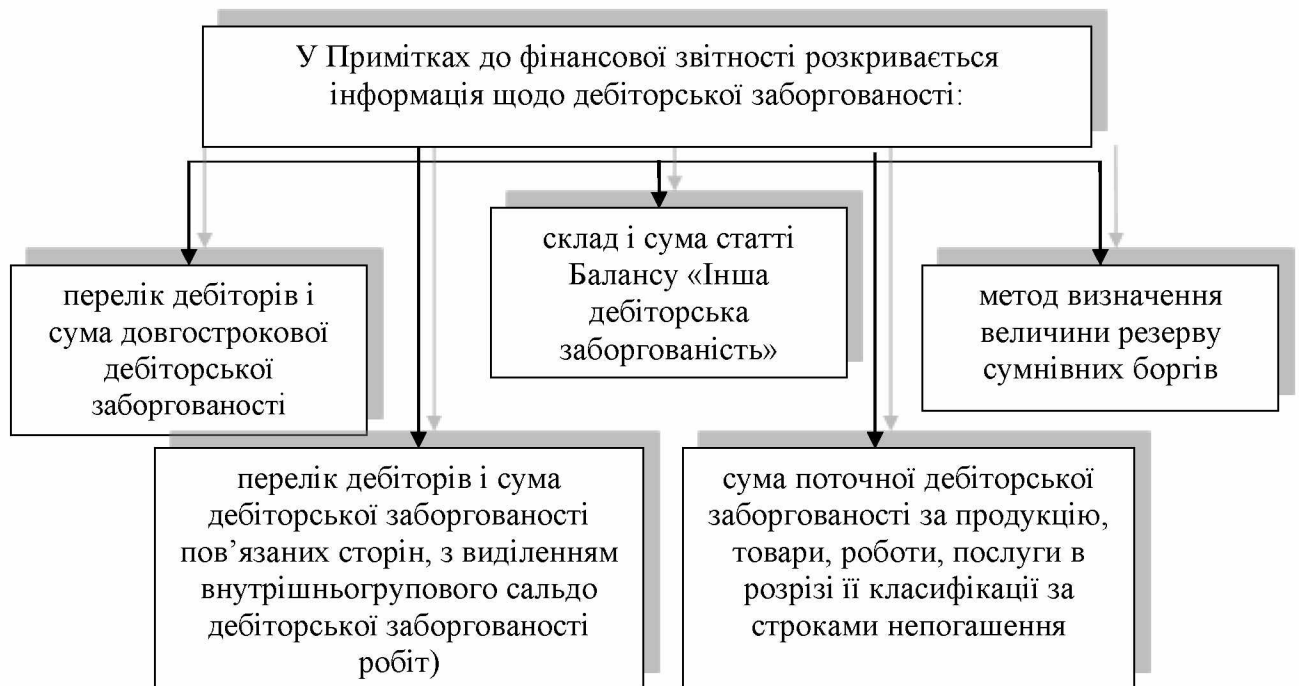 У Примітках до фінансової звітності розкривається
інформація щодо дебіторської заборгованості:
перелік дебіторів і
сума довгострокової
дебіторської
заборгованості
склад і сума статті
Балансу «Інша
дебіторська
заборгованість»
метод визначення
величини резерву
сумнівних боргів
перелік дебіторів і сума
дебіторської заборгованості
пов’язаних сторін, з виділенням
внутрішньогрупового сальдо
дебіторської заборгованості
робіт)
сума поточної дебіторської
заборгованості за продукцію,
товари, роботи, послуги в
розрізі її класифікації за
строками непогашення